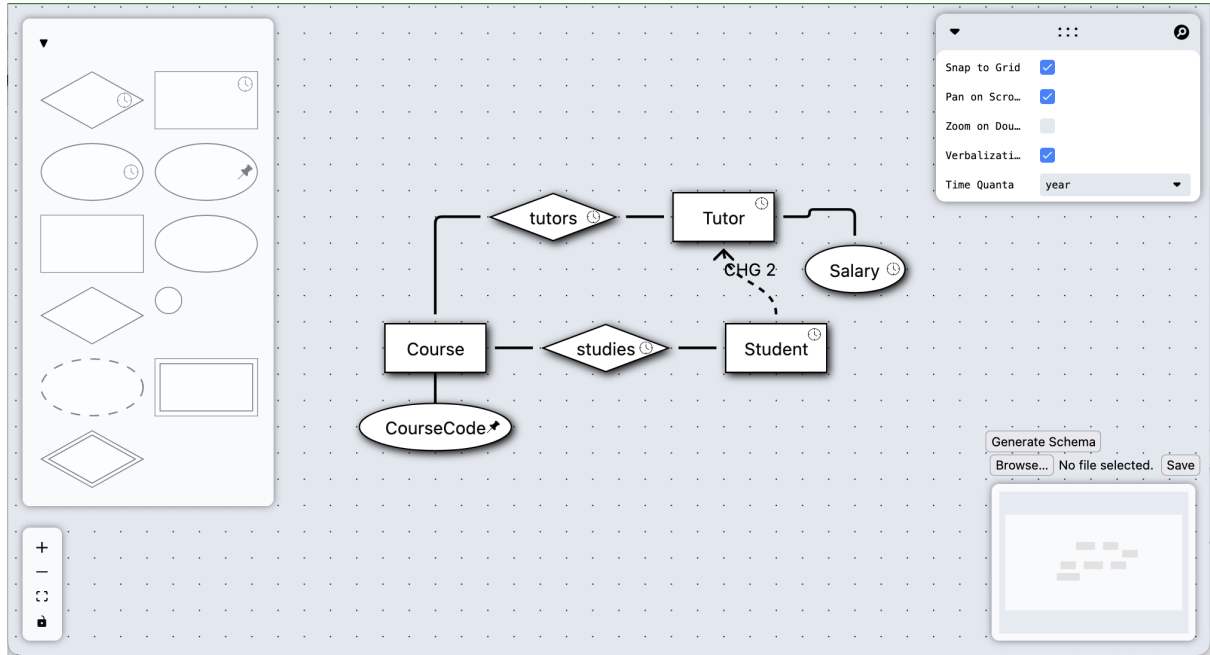 Snap to Grid
Pan on Scro…
Zoom on Dou…
Verbalizati…
Time Quanta year
tutors
Tutor
CHG 2
Salary
Course
studies
Student
CourseCode
Generate Schema
Browse... No file selected. Save